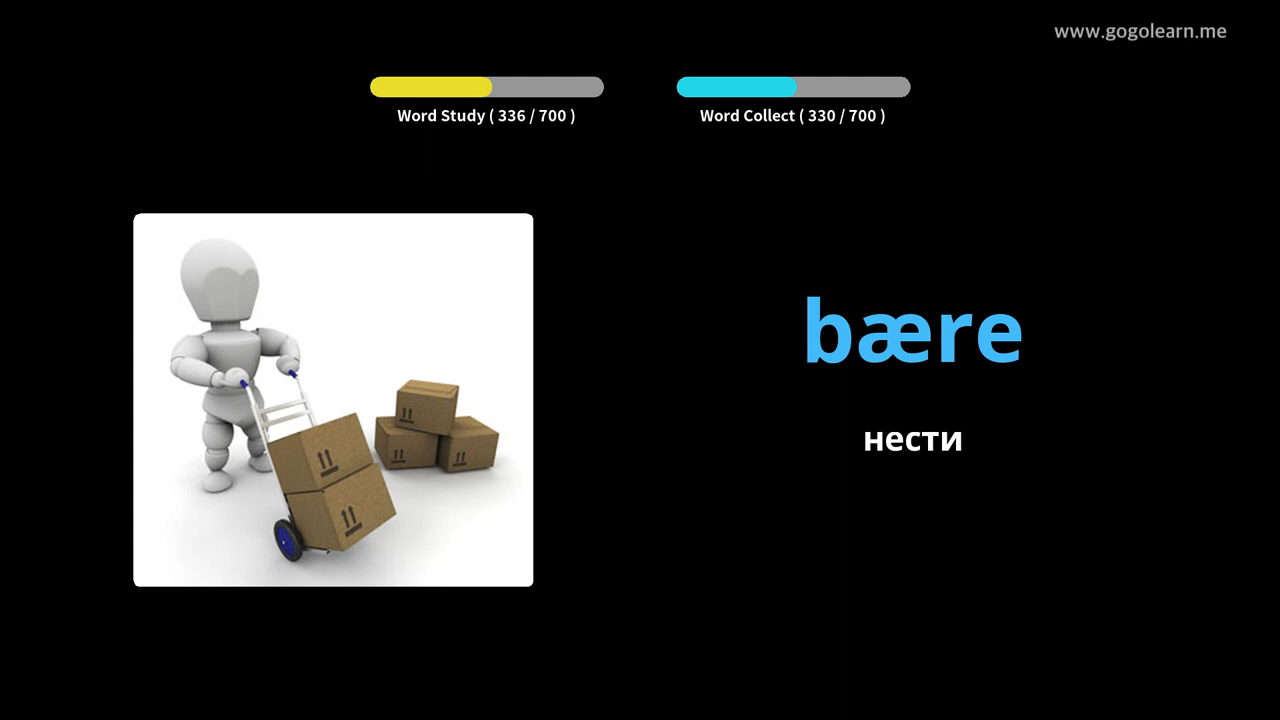 www.gogolearn.me
Word Study ( 336 / 700 )
Word Collect ( 330 / 700 )
bære
нести